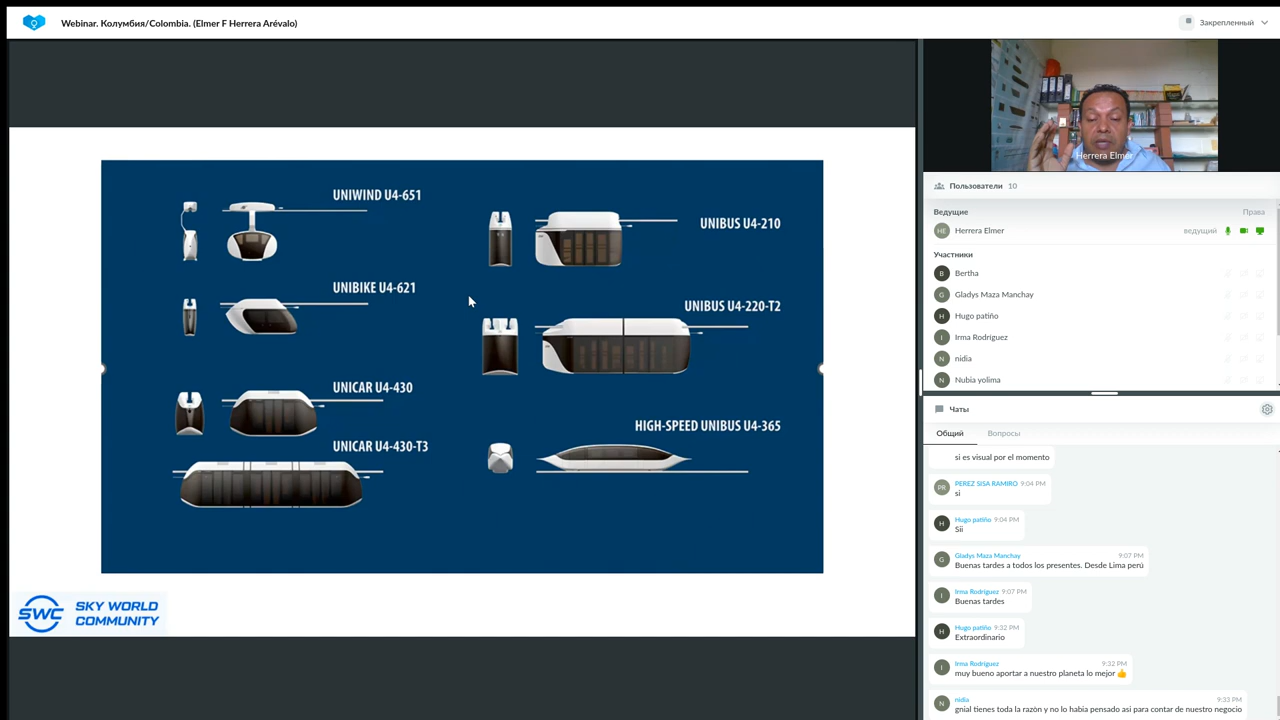 Webinar. Колумбия/Colombia. (Elmer F Herrera Arévalo)
Закрепленный
UNIWIND U4-651
UNIBIKE U4-621
UNICAR U4-430
UNICAR U4-430-T3
UNIBUS U4-210
UNIBUS U4-220-T2
HIGH-SPEED UNIBUS U4-365
SWC SKY WORLD
COMMUNITY
Herrera Elmer
Пользователи 10
Ведущие Права
HE Herrera Elmer ведущий
Участники
B Bertha
G Gladys Maza Manchay
H Hugo patiño
I Irma Rodríguez
N nidia
N Nubia yolima
Чаты
Общий Вопросы
si es visual por el momento
PR PEREZ SISA RAMIRO 9:04 PM
si
H Hugo patiño 9:04 PM
Sii
G Gladys Maza Manchay 9:07 PM
Buenas tardes a todos los presentes. Desde Lima perú
I Irma Rodríguez 9:07 PM
Buenas tardes
H Hugo patiño 9:32 PM
Extraordinario
I Irma Rodríguez 9:32 PM
muy bueno aportar a nuestro planeta lo mejor 👍
N nidia 9:33 PM
gnial tienes toda la razón y no lo habia pensado asi para contar de nuestro negocio